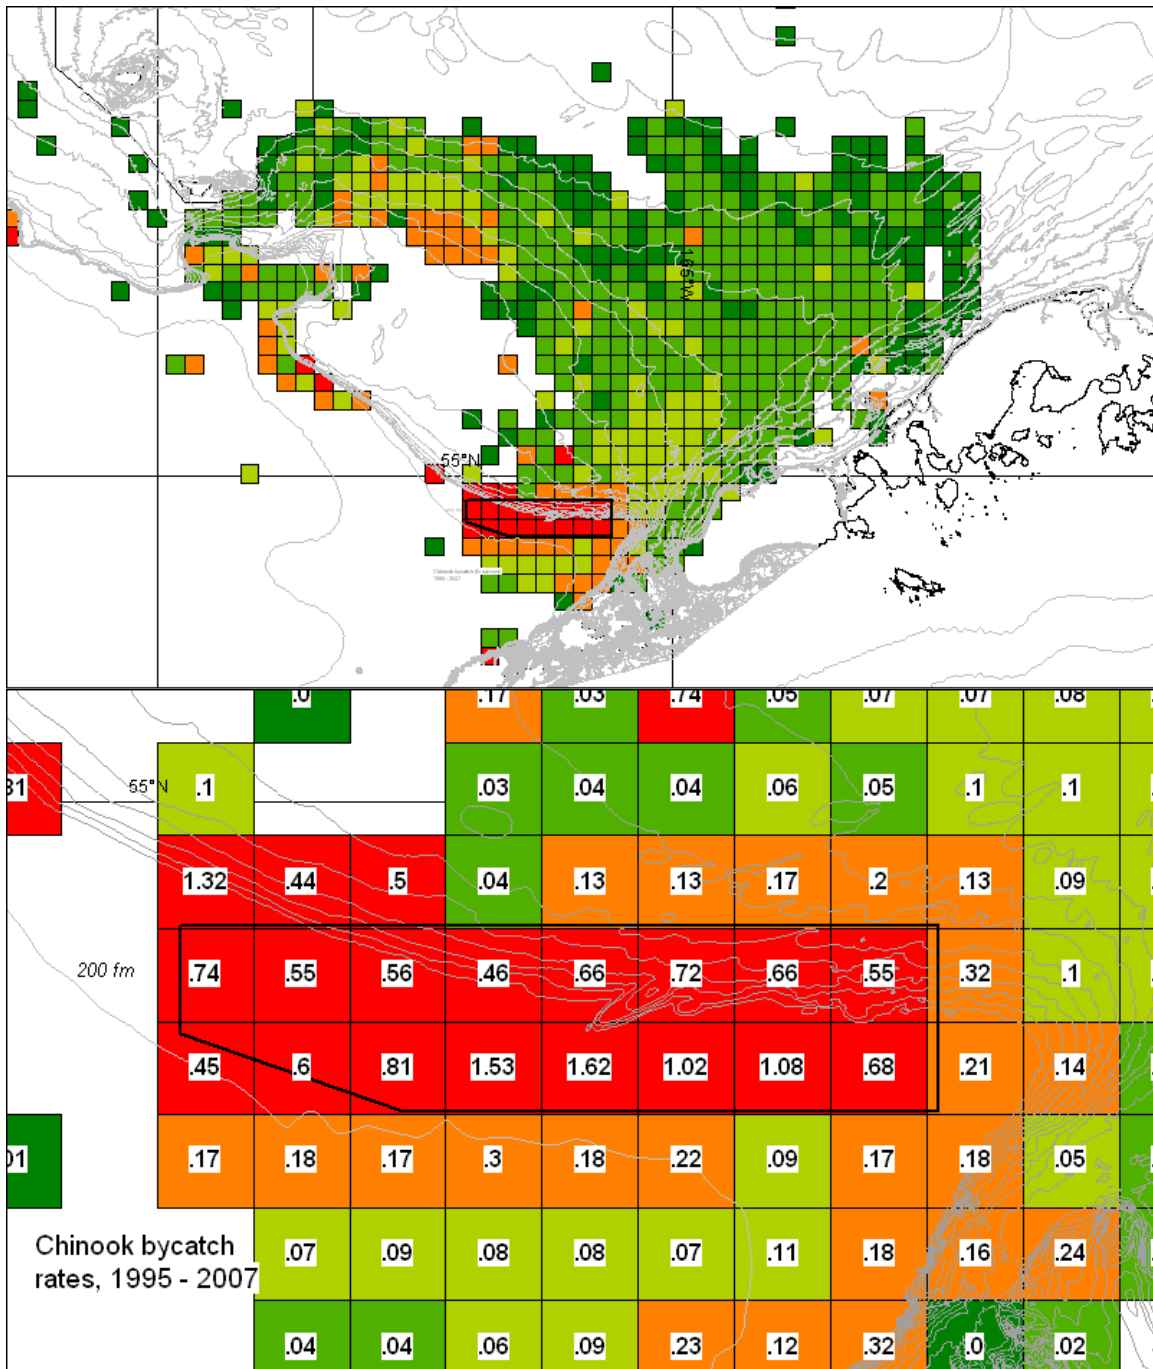 165°W
55°N
Chinook bycatch
1995 - 2007
.0 .17 .03 .74 .05 .07 .07 .08
31 55°N .1 .03 .04 .04 .06 .05 .1 .1
1.32 .44 .5 .04 .13 .13 .17 .2 .13 .09
200 fm .74 .55 .56 .46 .66 .72 .66 .55 .32 .1
.45 .6 .81 1.53 1.62 1.02 1.08 .68 .21 .14
01 .17 .18 .17 .3 .18 .22 .09 .17 .18 .05
Chinook bycatch .07 .09 .08 .08 .07 .11 .18 .16 .24
rates, 1995 - 2007
.04 .04 .06 .09 .23 .12 .32 .0 .02